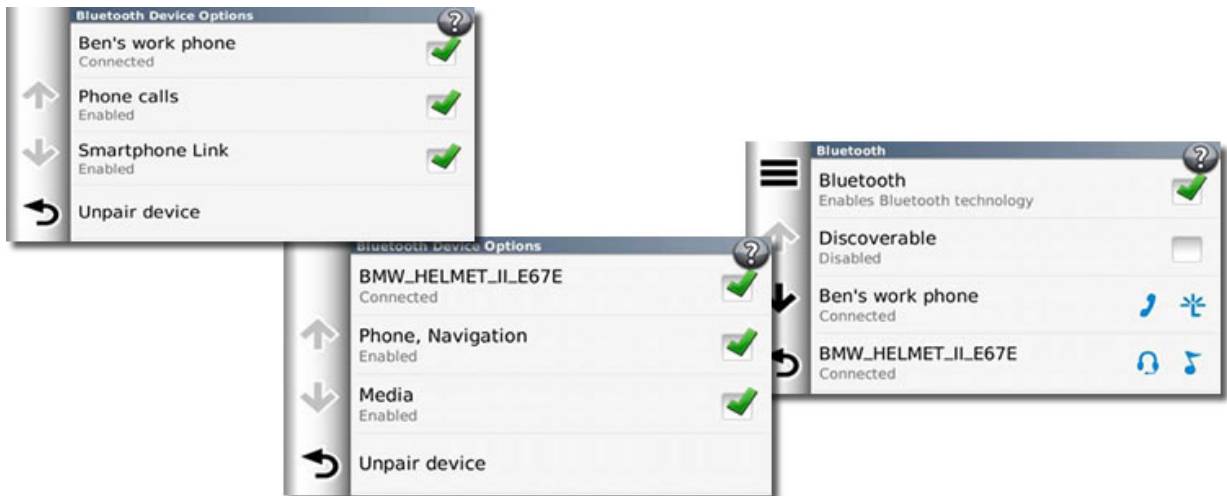 Bluetooth Device Options
?
Ben's work phone
Connected
Phone calls
Enabled
Smartphone Link
Enabled
Unpair device
Bluetooth Device Options
?
BMW_HELMET_II_E67E
Connected
Phone, Navigation
Enabled
Media
Enabled
Unpair device
Bluetooth
?
Bluetooth
Enables Bluetooth technology
Discoverable
Disabled
Ben's work phone
Connected
BMW_HELMET_II_E67E
Connected